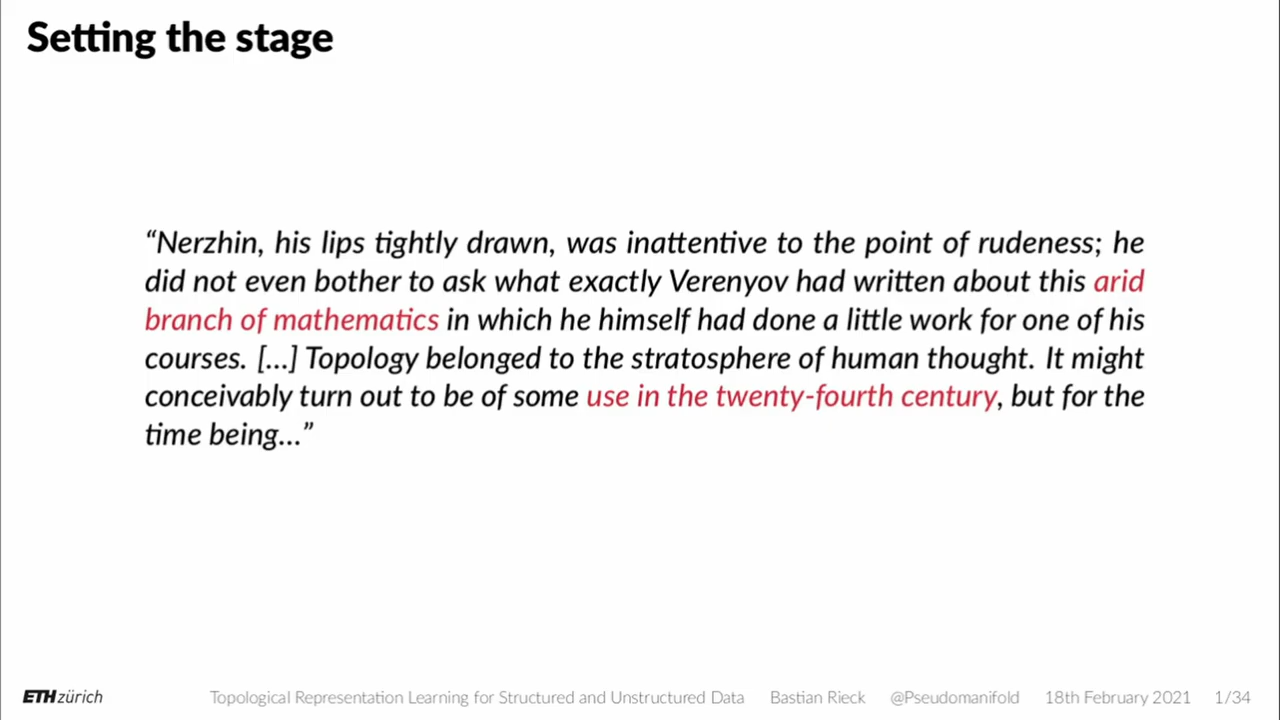 Setting the stage
“Nerzhin, his lips tightly drawn, was inattentive to the point of rudeness; he
did not even bother to ask what exactly Verenyov had written about this arid
branch of mathematics in which he himself had done a little work for one of his
courses. […] Topology belonged to the stratosphere of human thought. It might
conceivably turn out to be of some use in the twenty-fourth century, but for the
time being…”
ETH zürich Topological Representation Learning for Structured and Unstructured Data Bastian Rieck @Pseudomanifold 18th February 2021 1/34